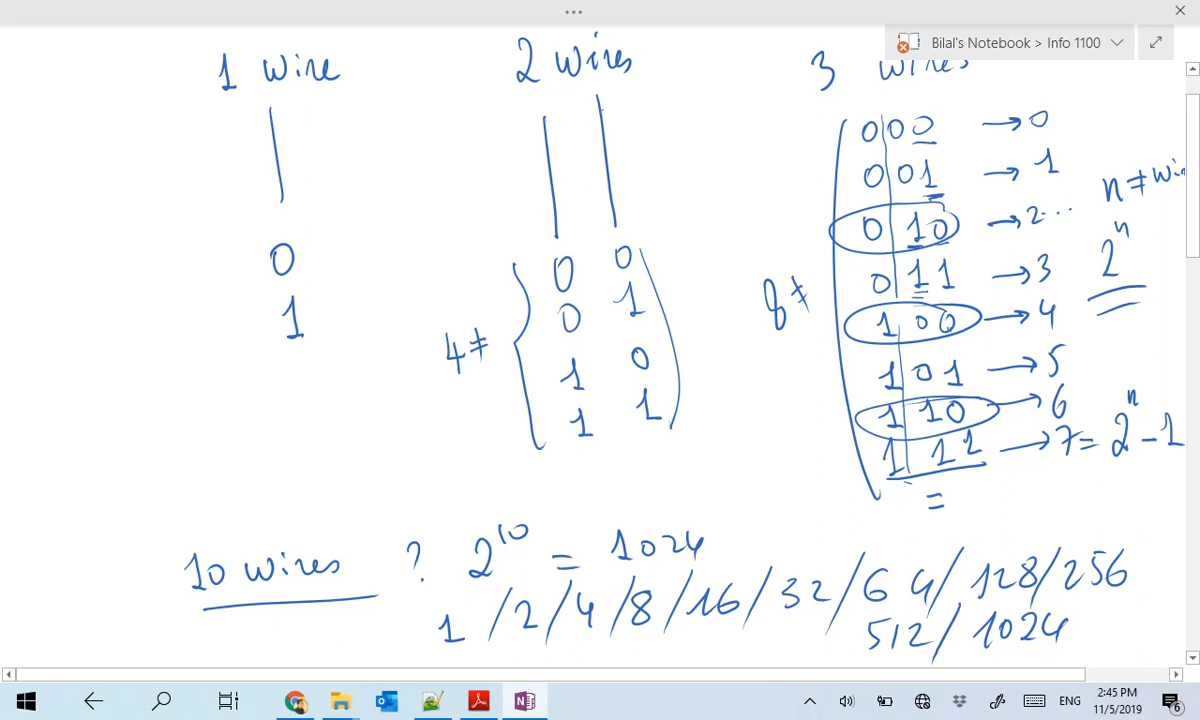 Bilal's Notebook > Info 1100
1 wire
2 wires
3 wires
0
1
4 ≠
0 0
0 1
1 0
1 1
8 ≠
000 → 0
001 → 1
010 → 2...
011 → 3
100 → 4
101 → 5
110 → 6
111 → 7 = 2ⁿ - 1
=
n ≠ wi
2ⁿ
10 wires ? 2¹⁰ = 1024
1 / 2 / 4 / 8 / 16 / 32 / 64 / 128 / 256
512 / 1024
ENG
2:45 PM
11/5/2019
6